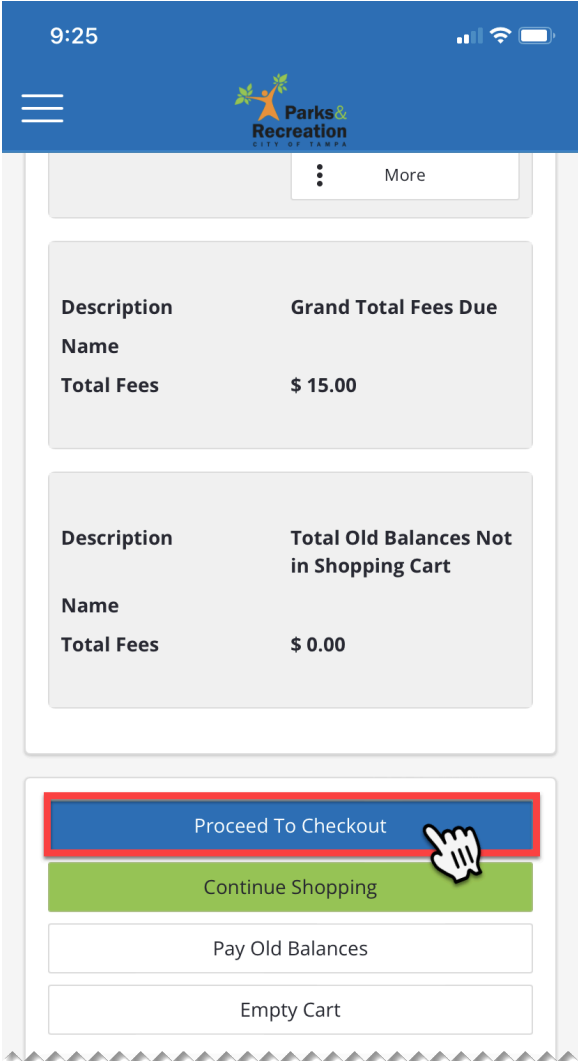 9:25
Parks&
Recreation
CITY OF TAMPA
More
Description Grand Total Fees Due
Name
Total Fees $ 15.00
Description Total Old Balances Not
in Shopping Cart
Name
Total Fees $ 0.00
Proceed To Checkout
Continue Shopping
Pay Old Balances
Empty Cart